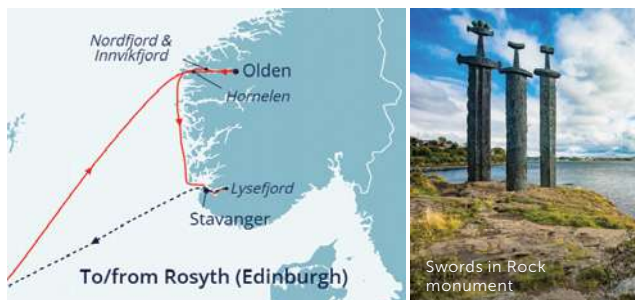 Nordfjord &
Innvikfjord
Olden
Hornelen
Lysefjord
Stavanger
To/from Rosyth (Edinburgh)
Swords in Rock
monument